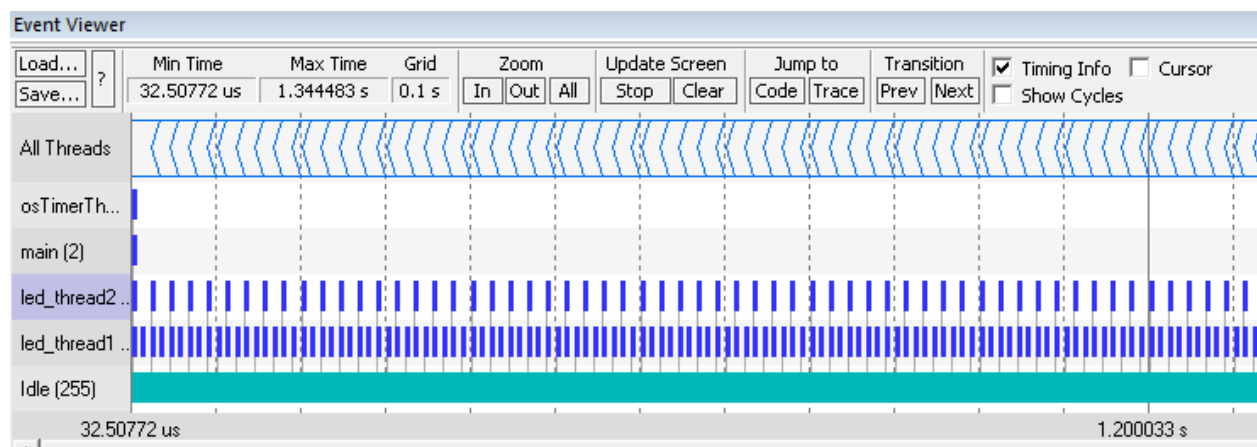 Event Viewer
Load... ? Min Time Max Time Grid Zoom Update Screen Jump to Transition Timing Info Cursor
Save... 32.50772 us 1.344483 s 0.1 s In Out All Stop Clear Code Trace Prev Next Show Cycles
All Threads
osTimerTh...
main (2)
led_thread2 ..
led_thread1 ..
Idle (255)
32.50772 us 1.200033 s